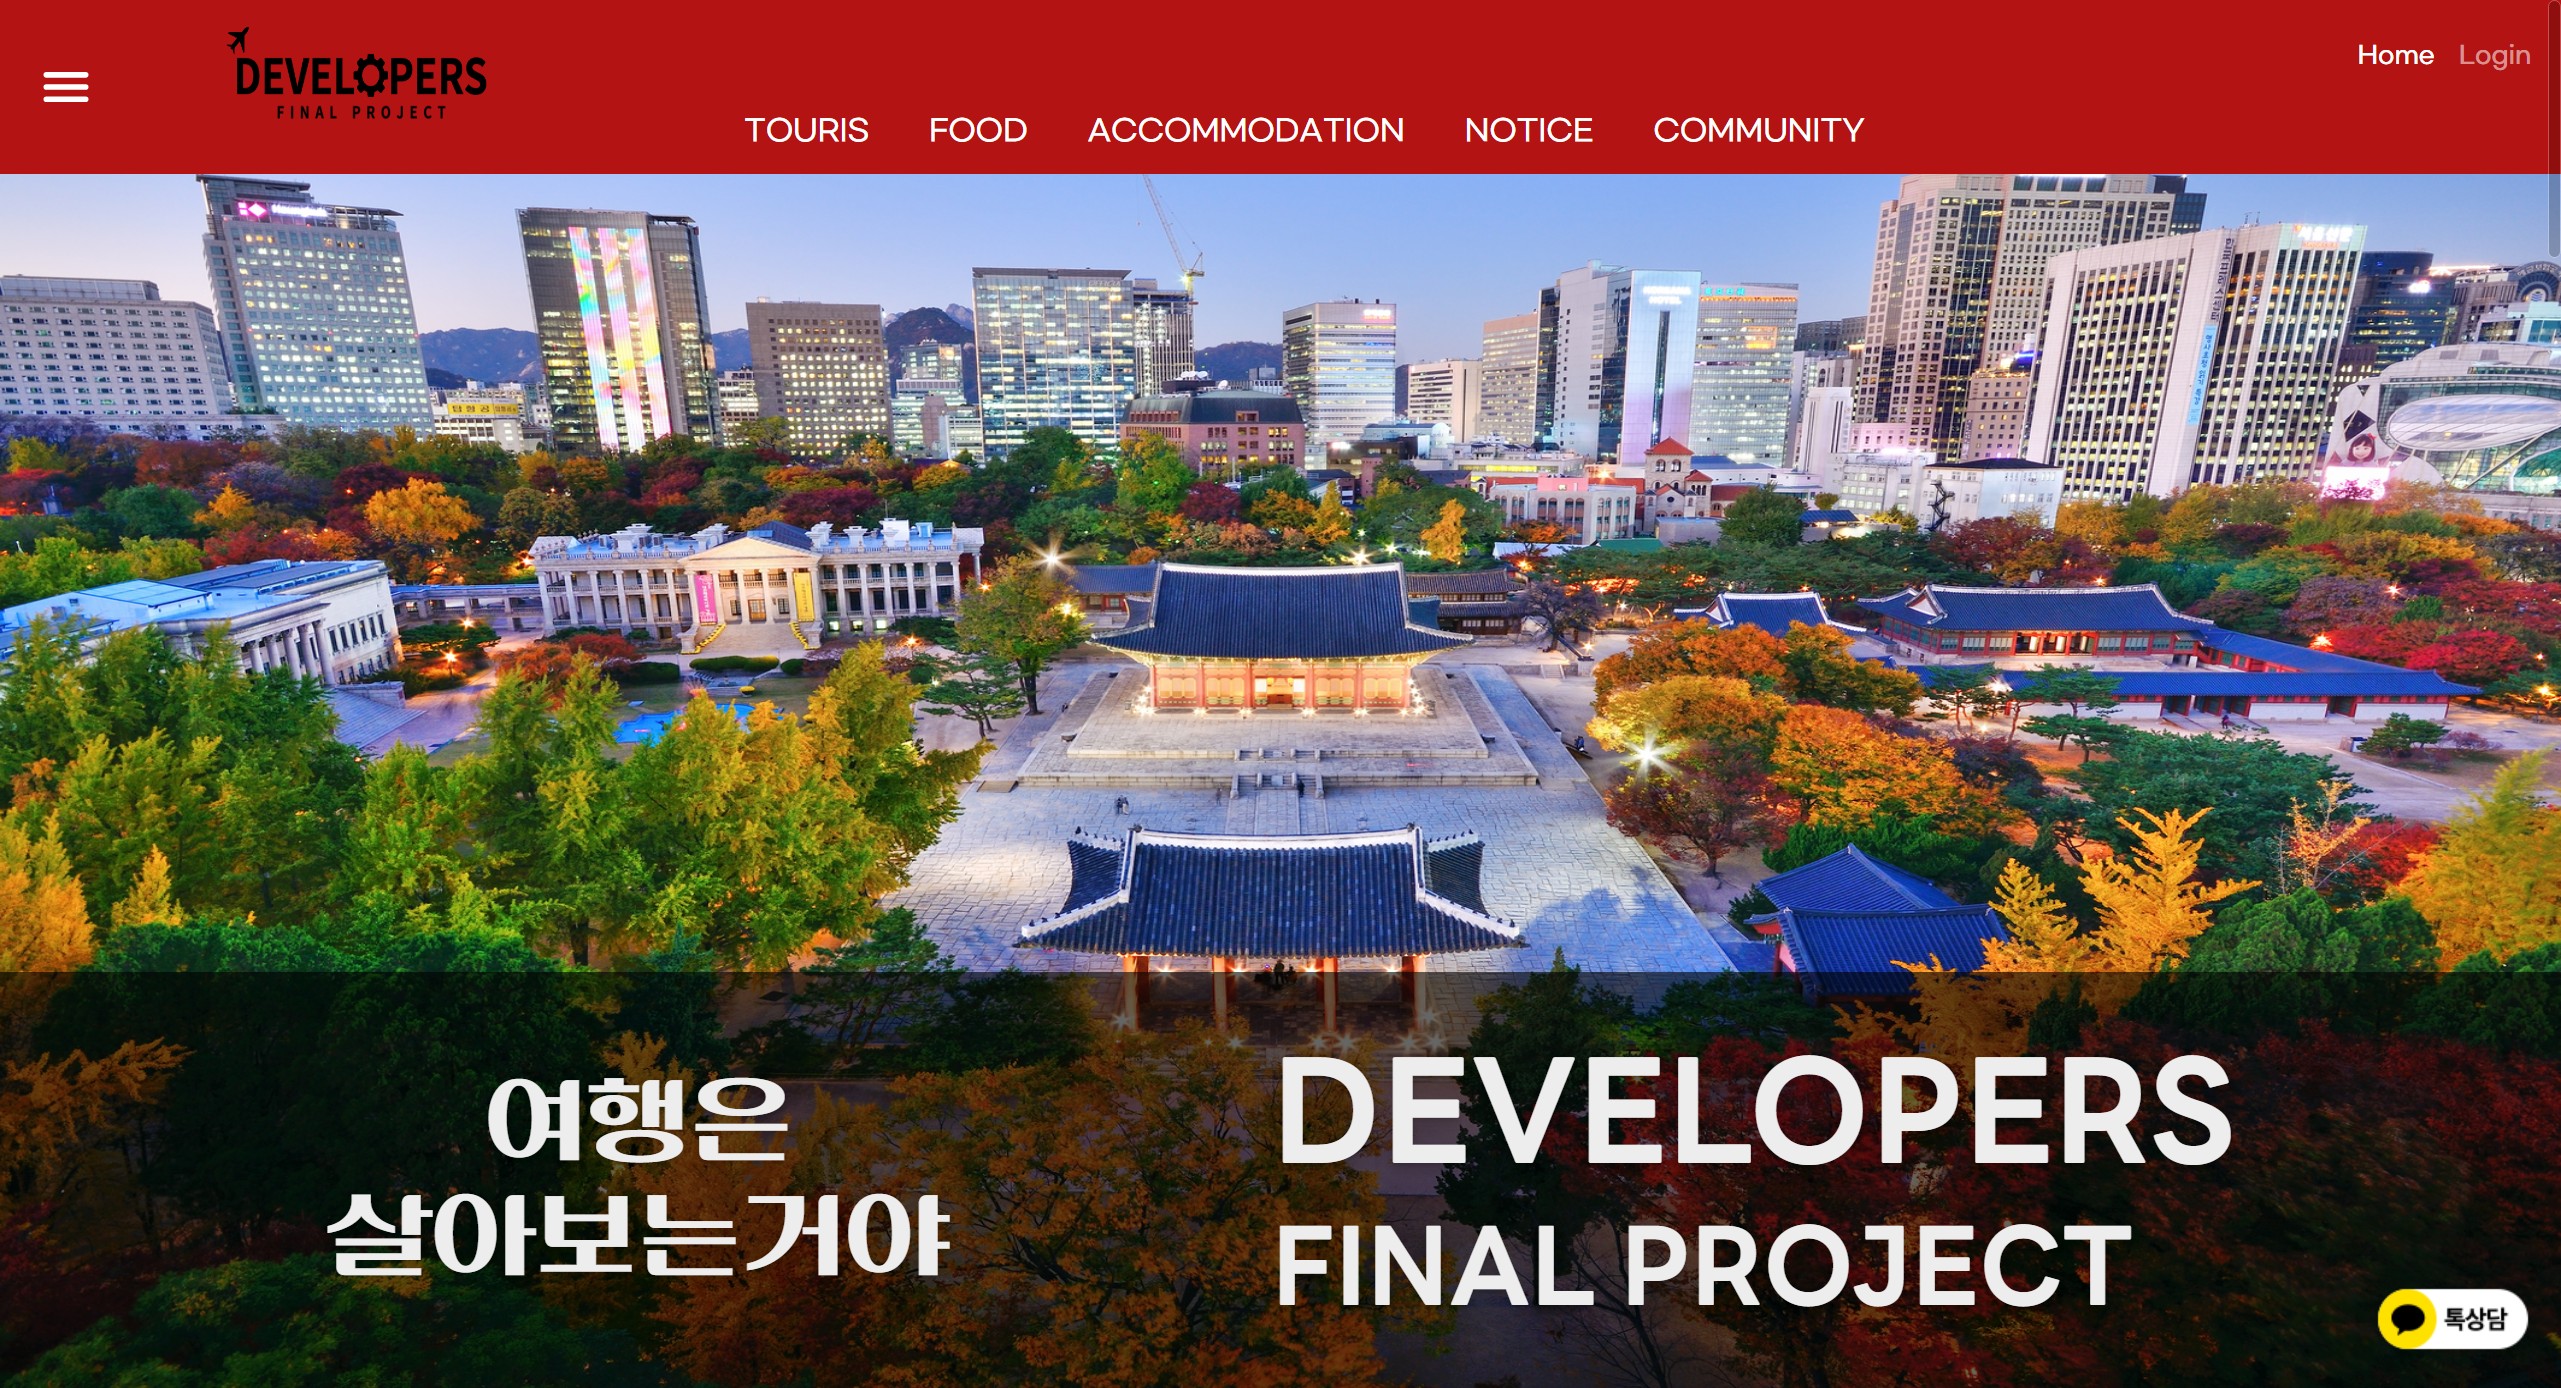 DEVELOPERS
FINAL PROJECT
Home Login
TOURIS FOOD ACCOMMODATION NOTICE COMMUNITY
여행은
살아보는거야
DEVELOPERS
FINAL PROJECT
톡상담